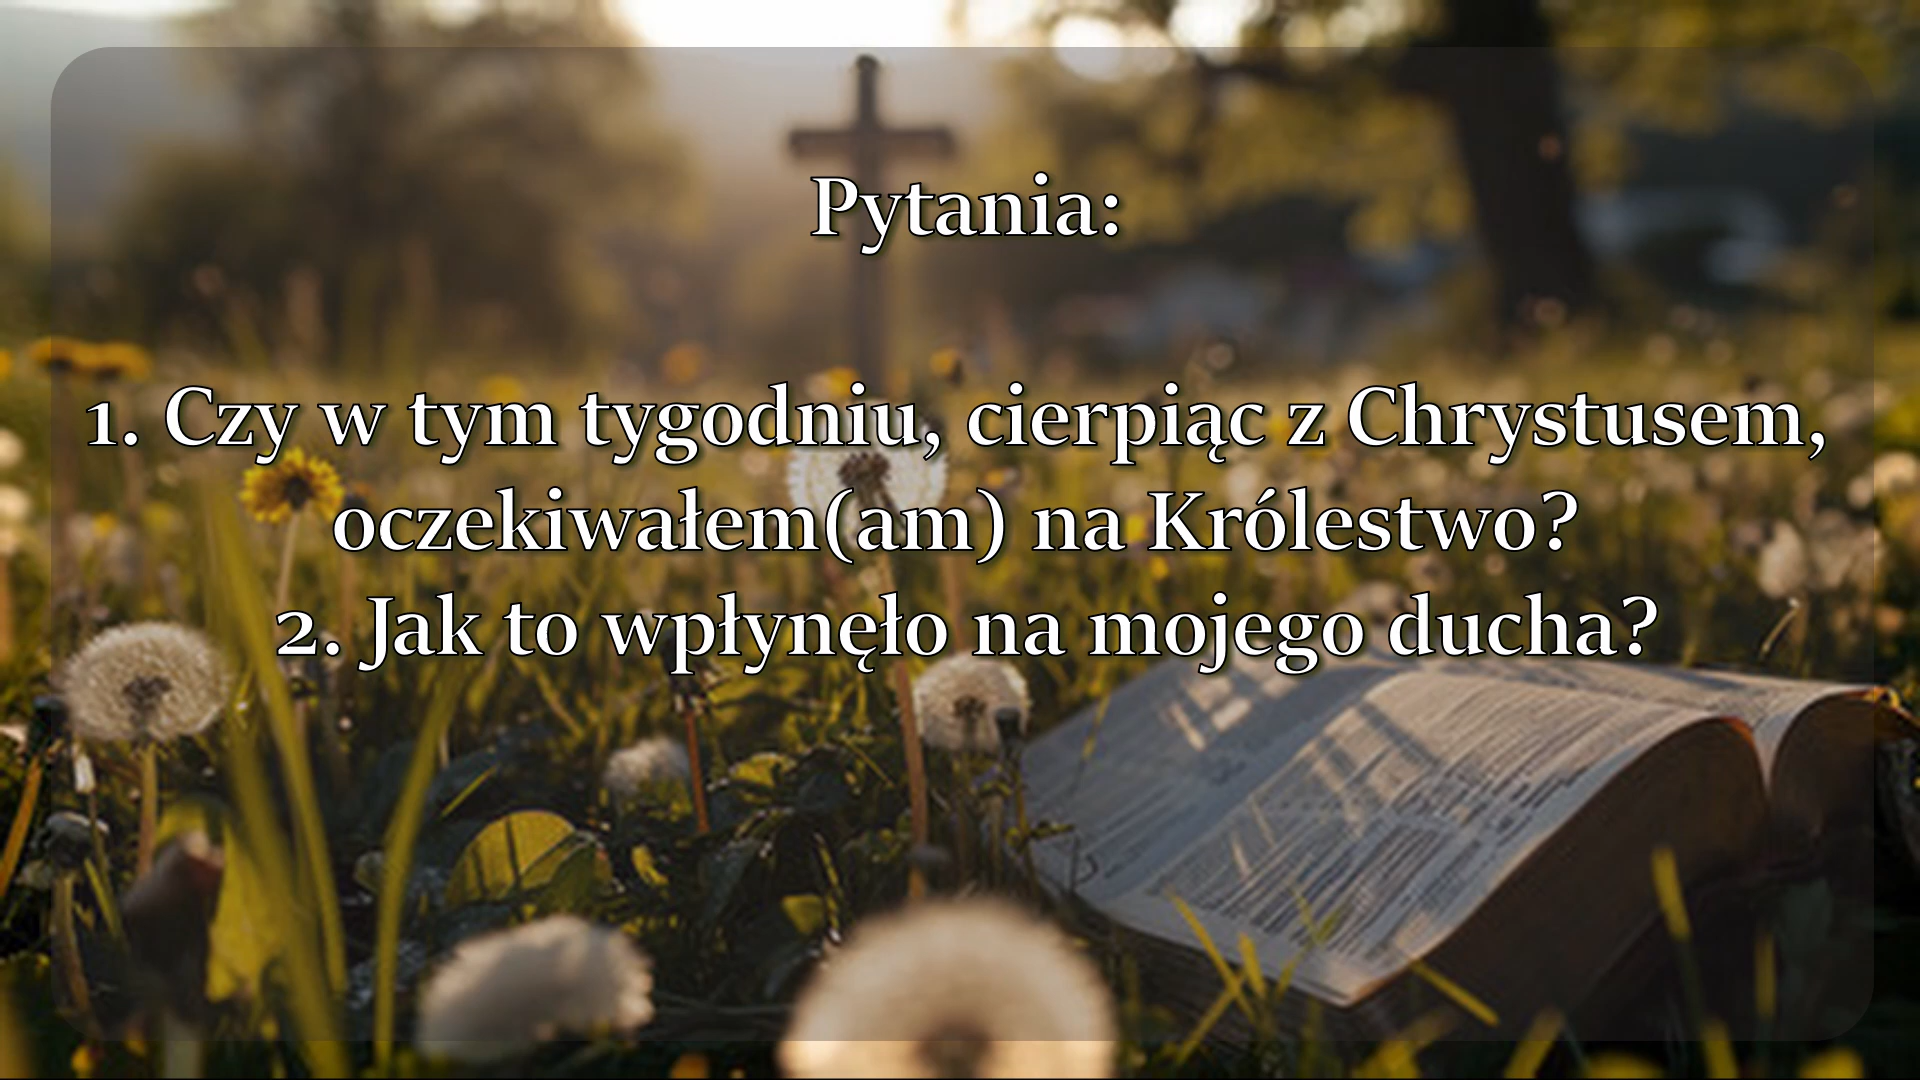 Pytania:
1. Czy w tym tygodniu, cierpiąc z Chrystusem,
oczekiwałem(am) na Królestwo?
2. Jak to wpłynęło na mojego ducha?